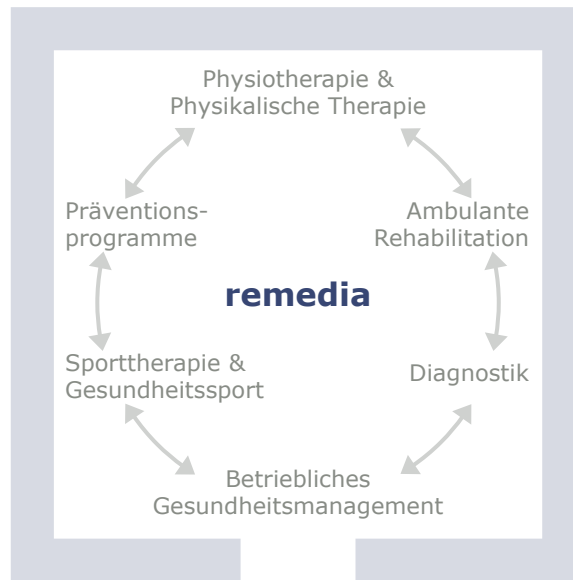 Physiotherapie &
Physikalische Therapie
Präventions-
programme
Ambulante
Rehabilitation
remedia
Sporttherapie &
Gesundheitssport
Diagnostik
Betriebliches
Gesundheitsmanagement